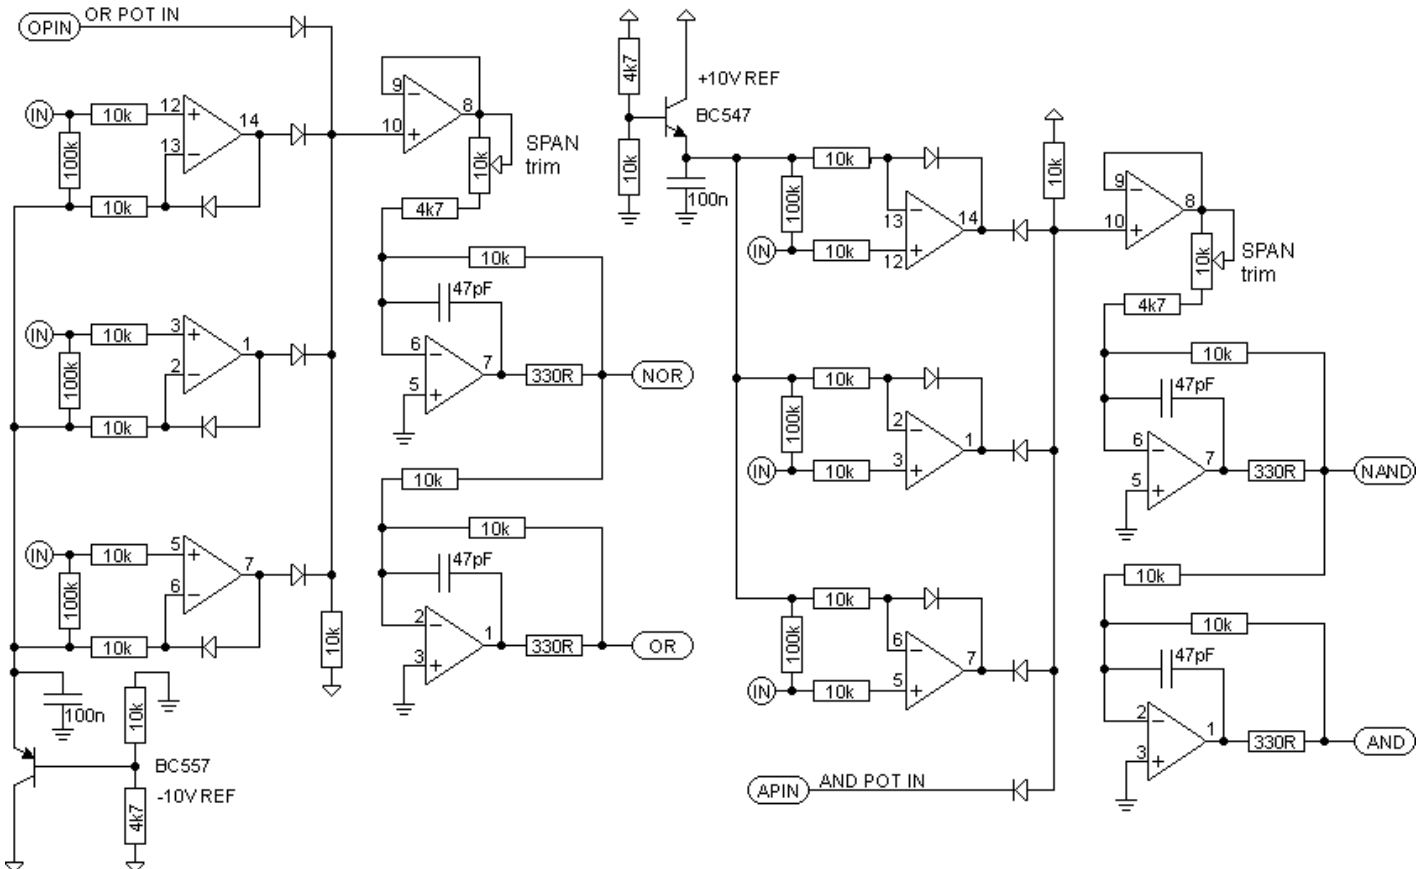 OPIN OR POT IN
IN 10k 12 + 14
100k 13 −
10k
9 − 8
10 +
10k SPAN
trim
4k7
10k
47pF
IN 10k 3 + 1
100k 2 −
10k
6 − 7 330R NOR
5 +
10k
10k
47pF
IN 10k 5 + 7
100k 6 −
10k
10k
2 − 1 330R OR
3 +
100n
10k
BC557
-10V REF
4k7
4k7
+10V REF
BC547
10k
100n
10k
100k 13 − 14
IN 10k 12 +
10k
9 − 8
10 +
10k SPAN
trim
4k7
10k
47pF
10k
100k 2 − 1
IN 10k 3 +
6 − 7 330R NAND
5 +
10k
10k
47pF
10k
100k 6 − 7
IN 10k 5 +
2 − 1 330R AND
3 +
APIN AND POT IN